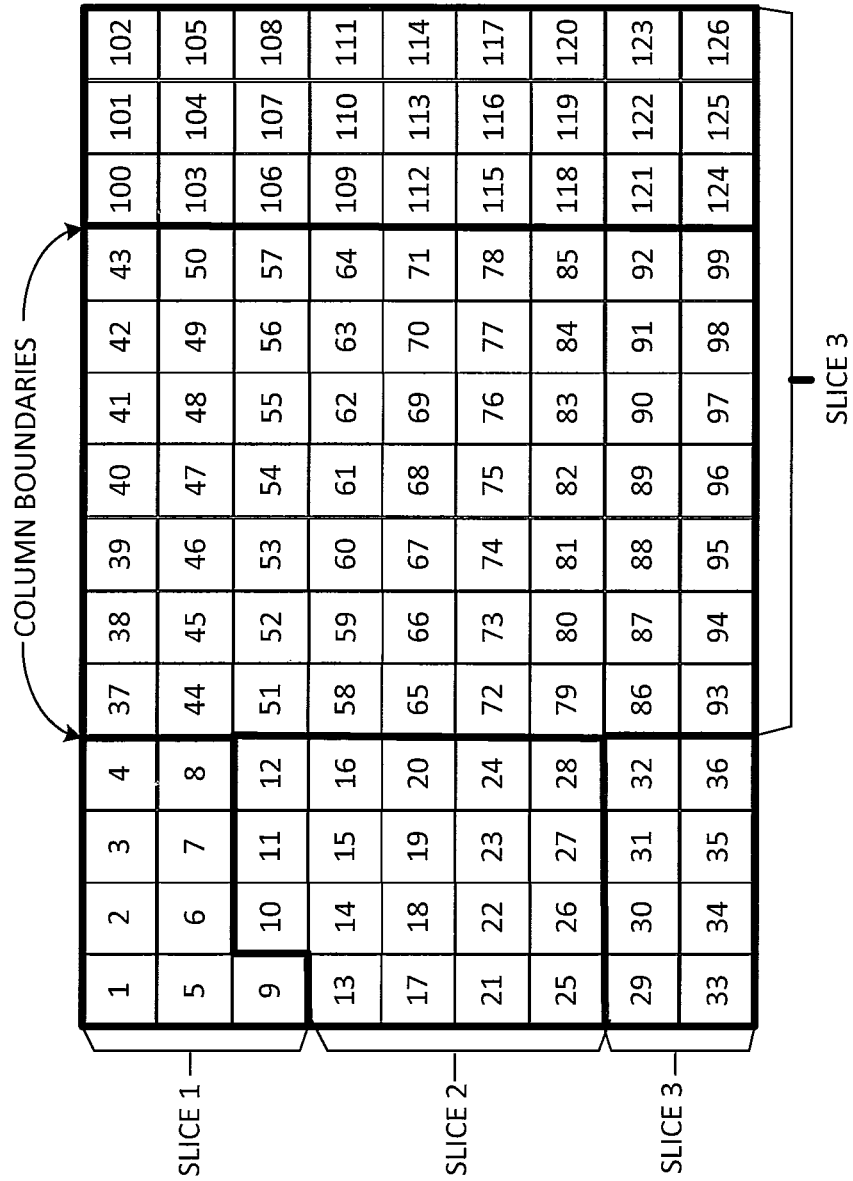 COLUMN BOUNDARIES
SLICE 1
1 2 3 4 37 38 39 40 41 42 43 100 101 102
5 6 7 8 44 45 46 47 48 49 50 103 104 105
9 10 11 12 51 52 53 54 55 56 57 106 107 108
SLICE 2
13 14 15 16 58 59 60 61 62 63 64 109 110 111
17 18 19 20 65 66 67 68 69 70 71 112 113 114
21 22 23 24 72 73 74 75 76 77 78 115 116 117
25 26 27 28 79 80 81 82 83 84 85 118 119 120
SLICE 3
29 30 31 32 86 87 88 89 90 91 92 121 122 123
33 34 35 36 93 94 95 96 97 98 99 124 125 126
SLICE 3